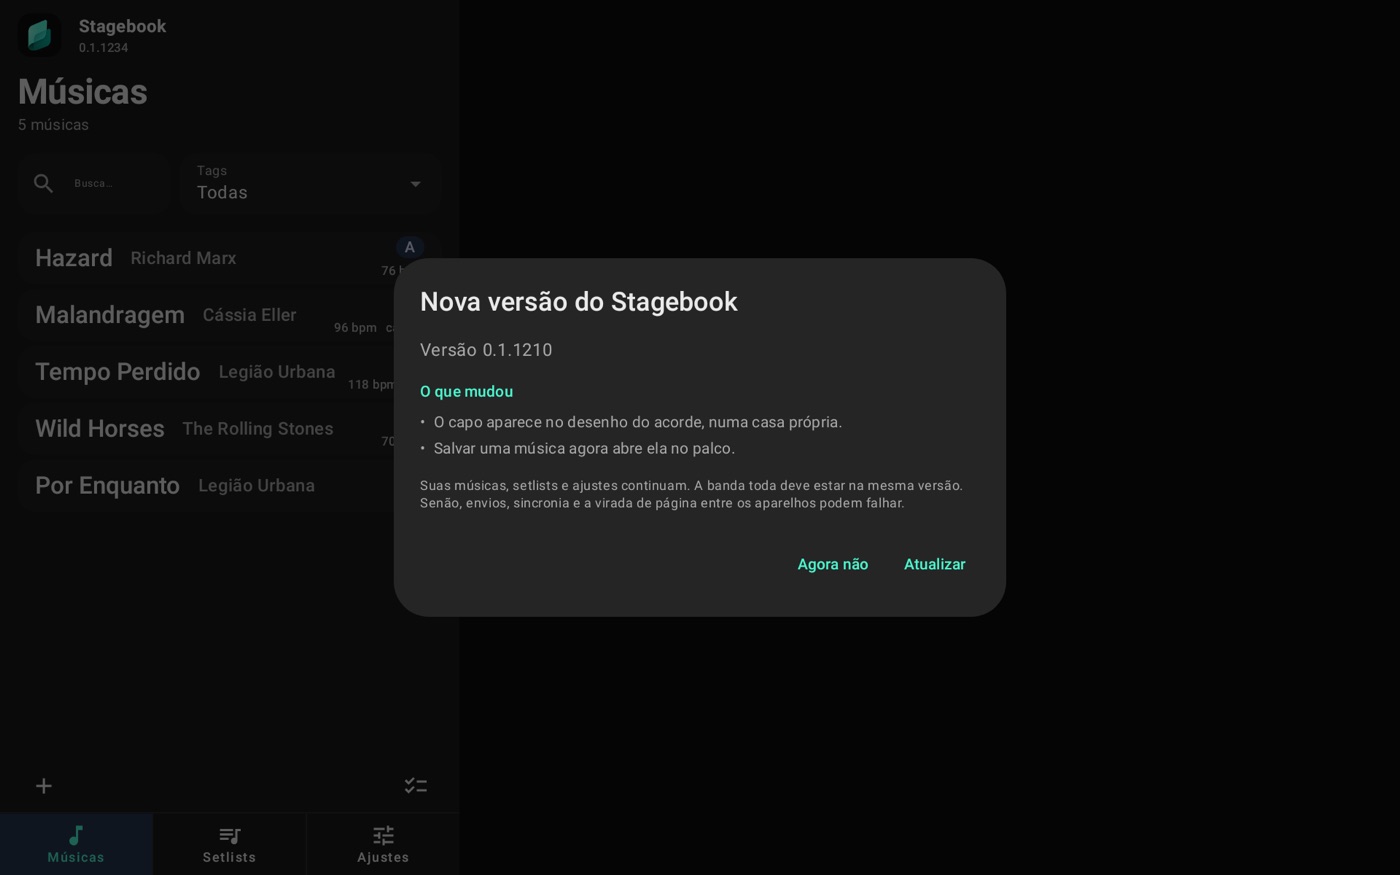 Stagebook
0.1.1234
Músicas
5 músicas
Busca…
Tags
Todas
Hazard Richard Marx A
76
Malandragem Cássia Eller 96 bpm
Tempo Perdido Legião Urbana 118 bpm
Wild Horses The Rolling Stones 70
Por Enquanto Legião Urbana
Nova versão do Stagebook
Versão 0.1.1210
O que mudou
• O capo aparece no desenho do acorde, numa casa própria.
• Salvar uma música agora abre ela no palco.
Suas músicas, setlists e ajustes continuam. A banda toda deve estar na mesma versão.
Senão, envios, sincronia e a virada de página entre os aparelhos podem falhar.
Agora não Atualizar
Músicas Setlists Ajustes